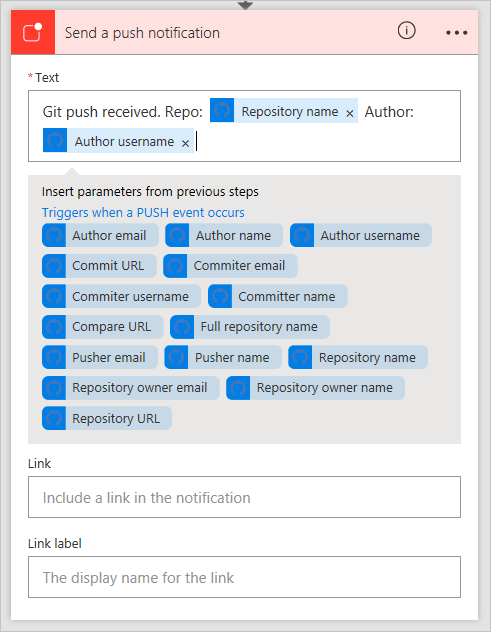 Send a push notification
* Text
Git push received. Repo: Repository name × Author:
Author username ×
Insert parameters from previous steps
Triggers when a PUSH event occurs
Author email Author name Author username
Commit URL Commiter email
Commiter username Committer name
Compare URL Full repository name
Pusher email Pusher name Repository name
Repository owner email Repository owner name
Repository URL
Link
Include a link in the notification
Link label
The display name for the link